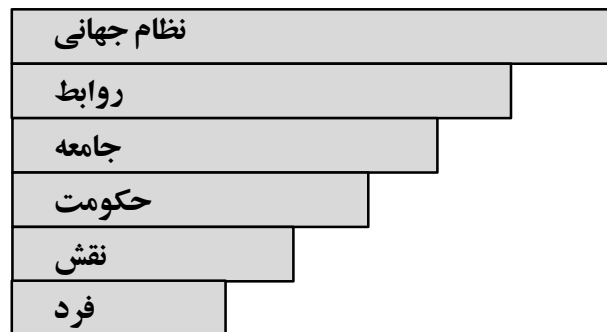 نظام جهانی
روابط
جامعه
حکومت
نقش
فرد